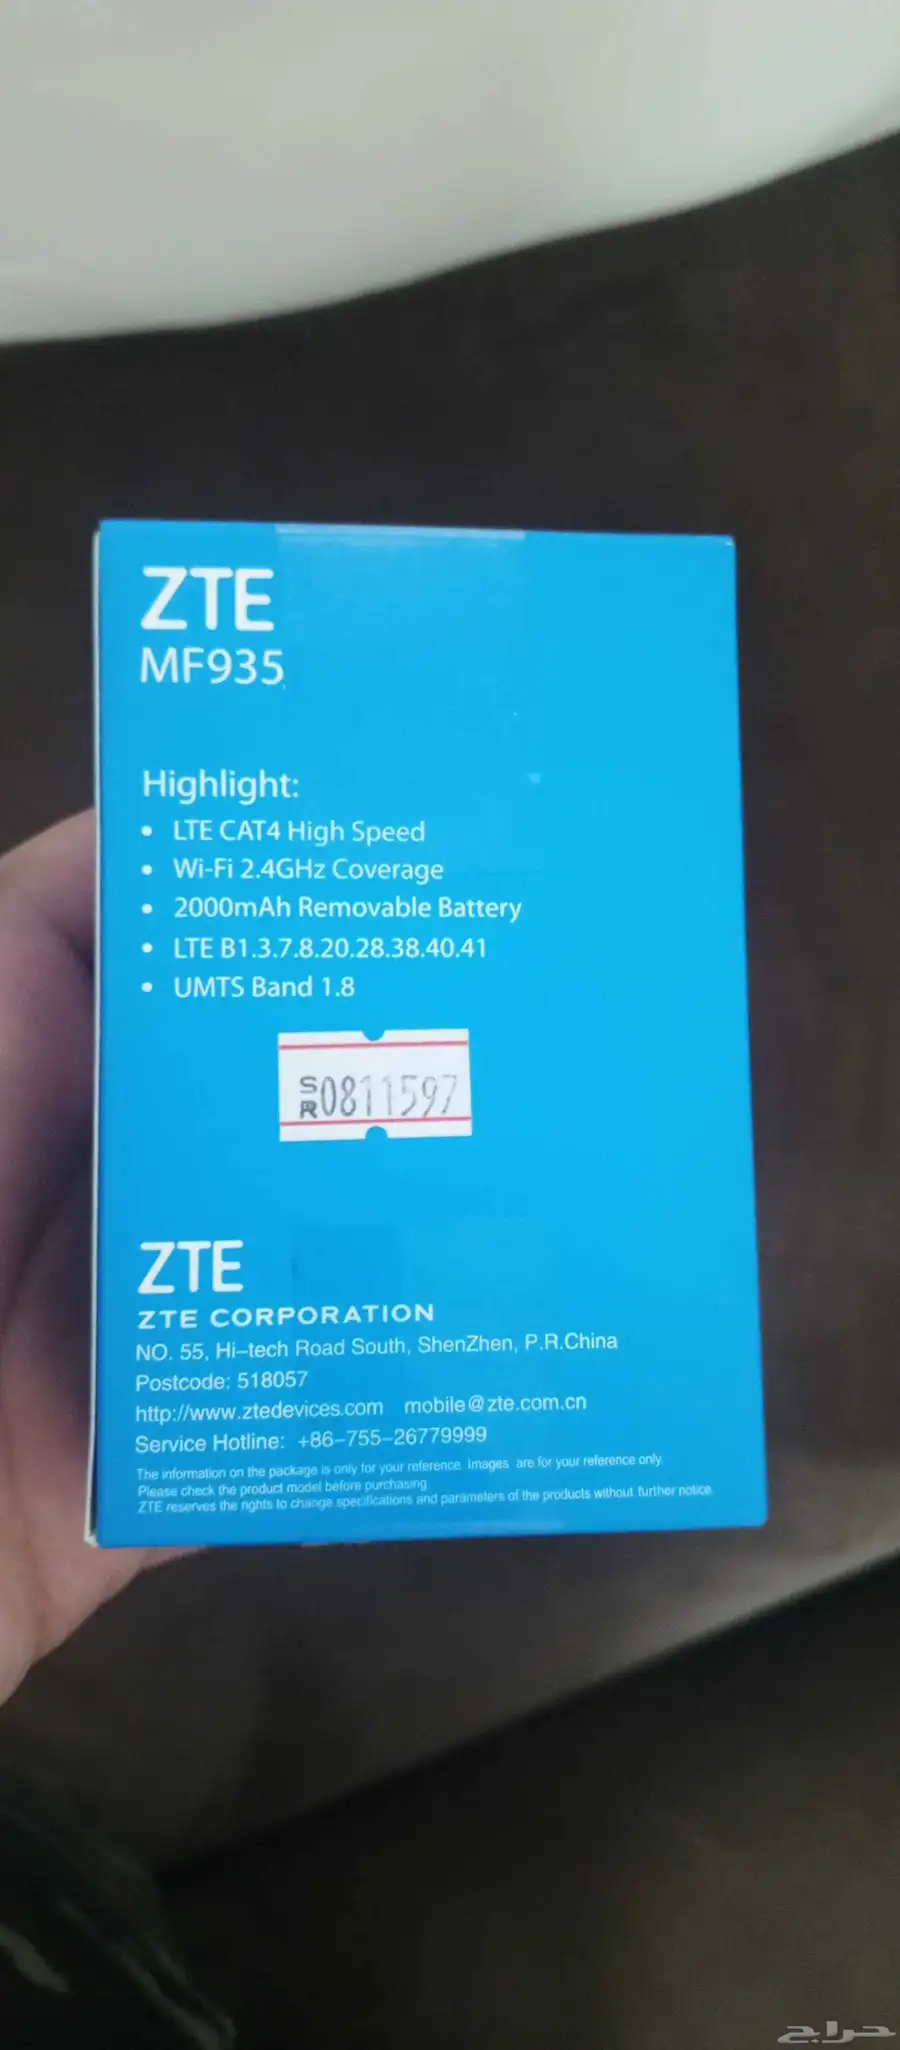 ZTE
MF935
Highlight:
• LTE CAT4 High Speed
• Wi-Fi 2.4GHz Coverage
• 2000mAh Removable Battery
• LTE B1.3.7.8.20.28.38.40.41
• UMTS Band 1.8
SR0811597
ZTE
ZTE CORPORATION
NO. 55, Hi-tech Road South, ShenZhen, P.R.China
Postcode: 518057
http://www.ztedevices.com mobile@zte.com.cn
Service Hotline: +86-755-26779999
The information on the package is only for your reference. Images are for your reference only.
Please check the product model before purchasing.
ZTE reserves the rights to change specifications and parameters of the products without further notice.
حراج